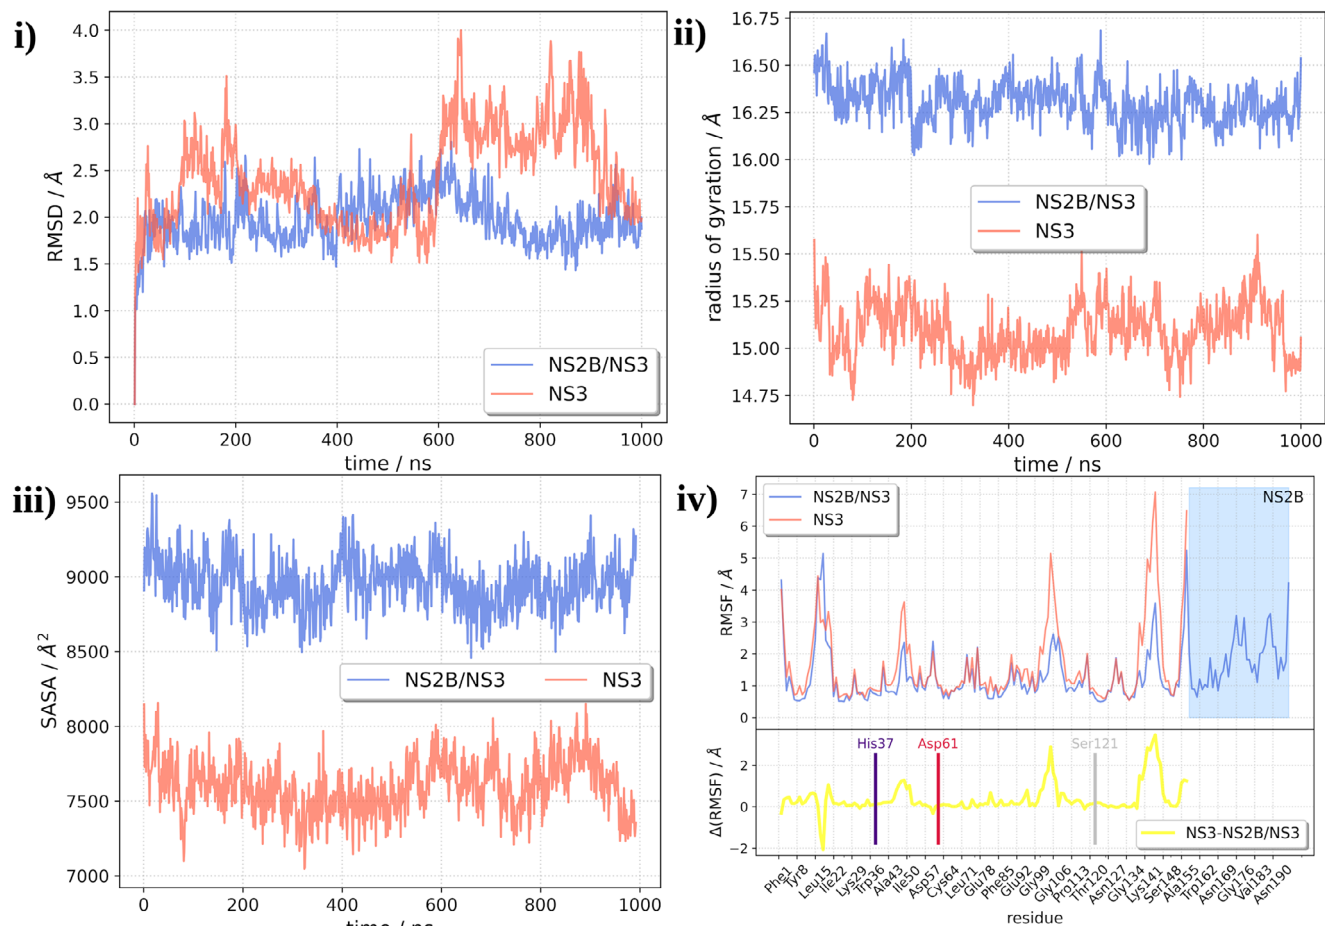 i)
4.0
3.5
3.0
2.5
2.0
1.5
1.0
0.5
0.0
RMSD / Å
NS2B/NS3
NS3
0 200 400 600 800 1000
time / ns
ii)
16.75
16.50
16.25
16.00
15.75
15.50
15.25
15.00
14.75
radius of gyration / Å
NS2B/NS3
NS3
0 200 400 600 800 1000
time / ns
iii)
9500
9000
8500
8000
7500
7000
SASA / Å²
NS2B/NS3 NS3
0 200 400 600 800 1000
time / ns
iv)
7
6
5
4
3
2
1
0
RMSF / Å
NS2B/NS3
NS3
NS2B
2
0
−2
Δ(RMSF) / Å
His37 Asp61 Ser121
NS3-NS2B/NS3
Phe1 Tyr8 Leu15 Ile22 Lys29 Trp36 Ala43 Ile50 Asp57 Cys64 Leu71 Glu78 Phe85 Glu92 Gly99 Gly106 Pro113 Thr120 Asn127 Gly134 Lys141 Ser148 Ala155 Trp162 Asn169 Gly176 Val183 Asn190
residue